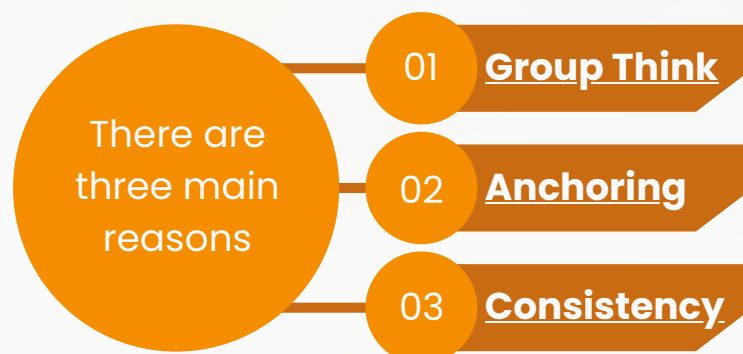 There are
three main
reasons
01 Group Think
02 Anchoring
03 Consistency